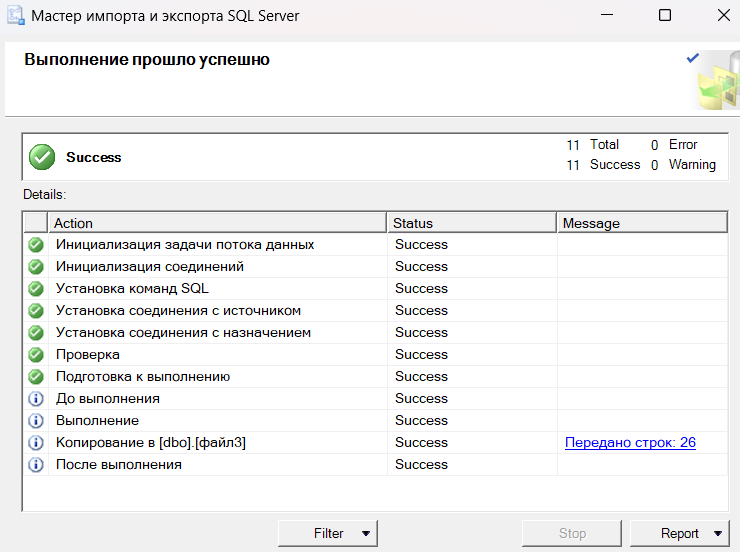 Мастер импорта и экспорта SQL Server
Выполнение прошло успешно
Success
11 Total 0 Error
11 Success 0 Warning
Details:
Action Status Message
Инициализация задачи потока данных Success
Инициализация соединений Success
Установка команд SQL Success
Установка соединения с источником Success
Установка соединения с назначением Success
Проверка Success
Подготовка к выполнению Success
До выполнения Success
Выполнение Success
Копирование в [dbo].[файл3] Success Передано строк: 26
После выполнения Success
Filter Stop Report